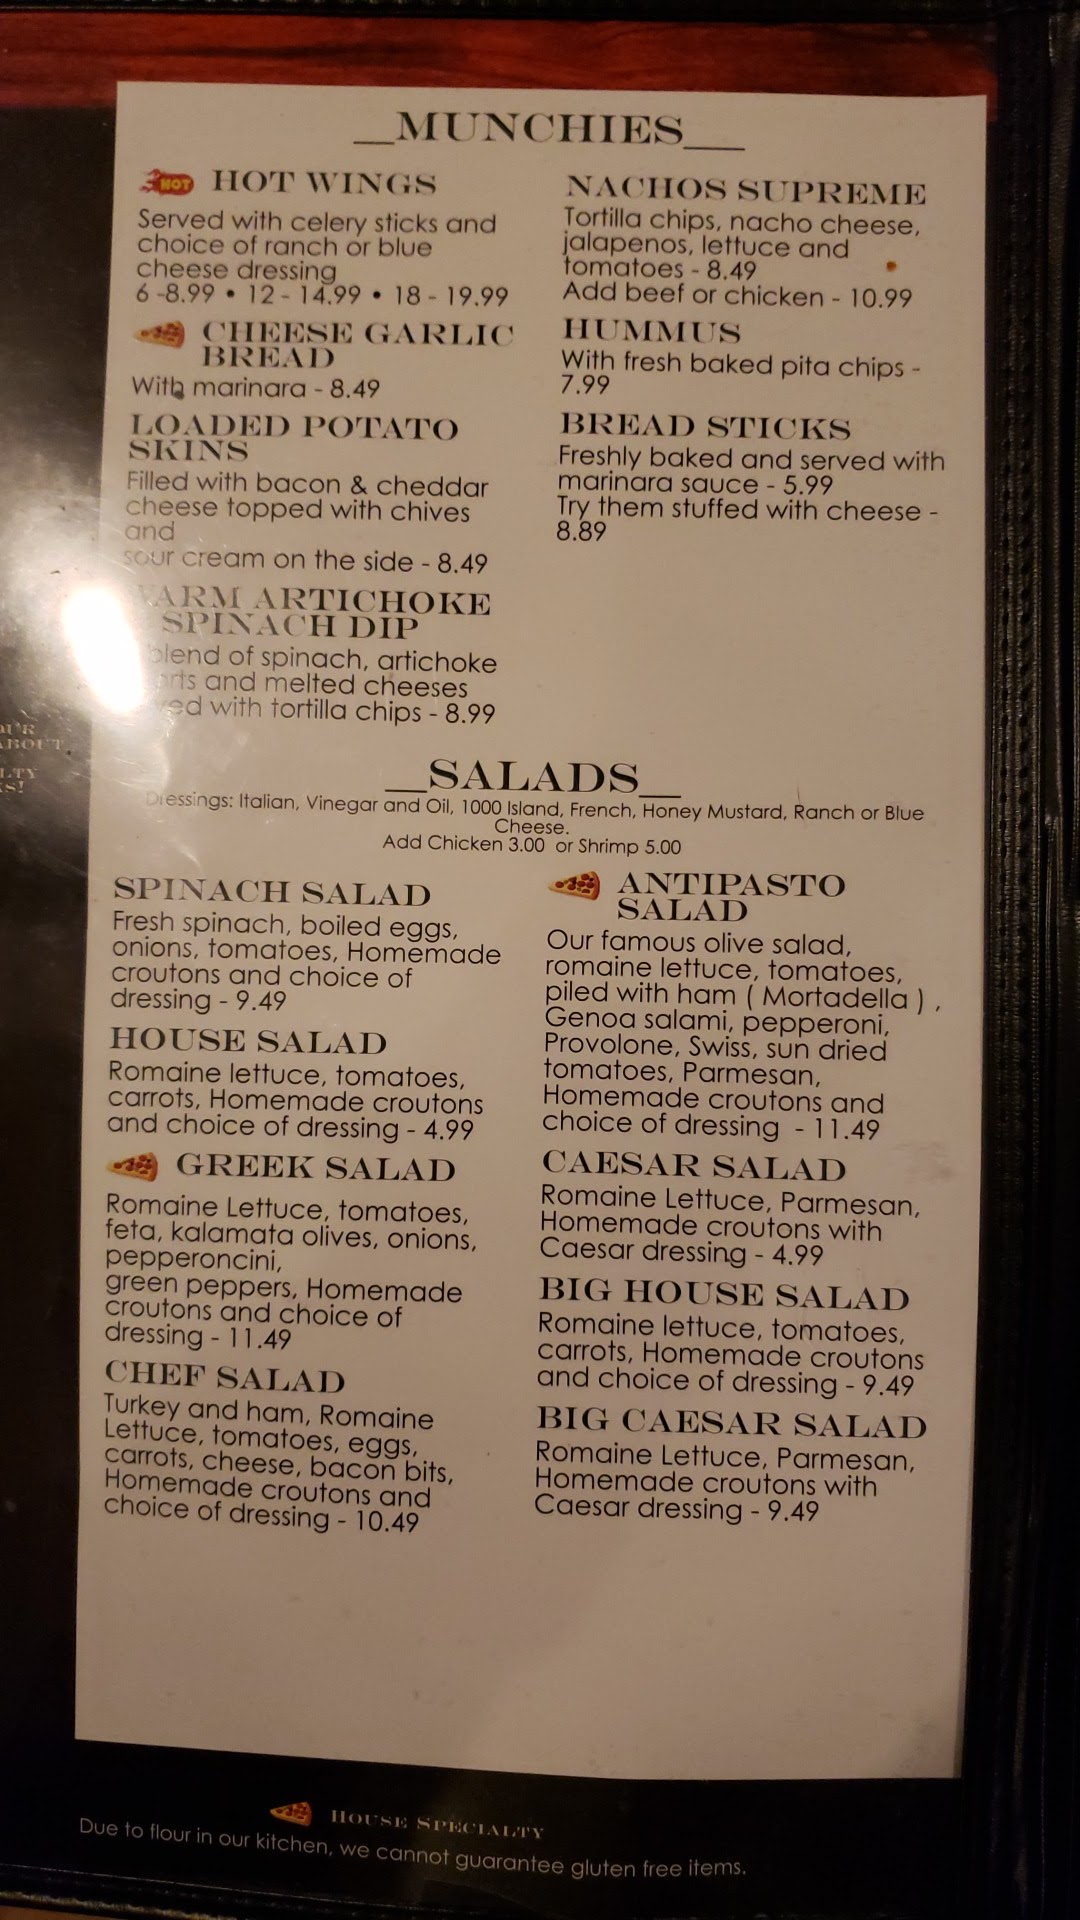 __MUNCHIES__
HOT HOT WINGS
Served with celery sticks and
choice of ranch or blue
cheese dressing
6 -8.99 • 12 - 14.99 • 18 - 19.99
CHEESE GARLIC
BREAD
With marinara - 8.49
LOADED POTATO
SKINS
Filled with bacon & cheddar
cheese topped with chives
and
sour cream on the side - 8.49
ARM ARTICHOKE
SPINACH DIP
blend of spinach, artichoke
and melted cheeses
with tortilla chips - 8.99
NACHOS SUPREME
Tortilla chips, nacho cheese,
jalapenos, lettuce and
tomatoes - 8.49
Add beef or chicken - 10.99
HUMMUS
With fresh baked pita chips -
7.99
BREAD STICKS
Freshly baked and served with
marinara sauce - 5.99
Try them stuffed with cheese -
8.89
__SALADS__
Dressings: Italian, Vinegar and Oil, 1000 Island, French, Honey Mustard, Ranch or Blue
Cheese.
Add Chicken 3.00 or Shrimp 5.00
SPINACH SALAD
Fresh spinach, boiled eggs,
onions, tomatoes, Homemade
croutons and choice of
dressing - 9.49
HOUSE SALAD
Romaine lettuce, tomatoes,
carrots, Homemade croutons
and choice of dressing - 4.99
GREEK SALAD
Romaine Lettuce, tomatoes,
feta, kalamata olives, onions,
pepperoncini,
green peppers, Homemade
croutons and choice of
dressing - 11.49
CHEF SALAD
Turkey and ham, Romaine
Lettuce, tomatoes, eggs,
carrots, cheese, bacon bits,
Homemade croutons and
choice of dressing - 10.49
ANTIPASTO
SALAD
Our famous olive salad,
romaine lettuce, tomatoes,
piled with ham ( Mortadella ) ,
Genoa salami, pepperoni,
Provolone, Swiss, sun dried
tomatoes, Parmesan,
Homemade croutons and
choice of dressing - 11.49
CAESAR SALAD
Romaine Lettuce, Parmesan,
Homemade croutons with
Caesar dressing - 4.99
BIG HOUSE SALAD
Romaine lettuce, tomatoes,
carrots, Homemade croutons
and choice of dressing - 9.49
BIG CAESAR SALAD
Romaine Lettuce, Parmesan,
Homemade croutons with
Caesar dressing - 9.49
HOUSE SPECIALTY
Due to flour in our kitchen, we cannot guarantee gluten free items.